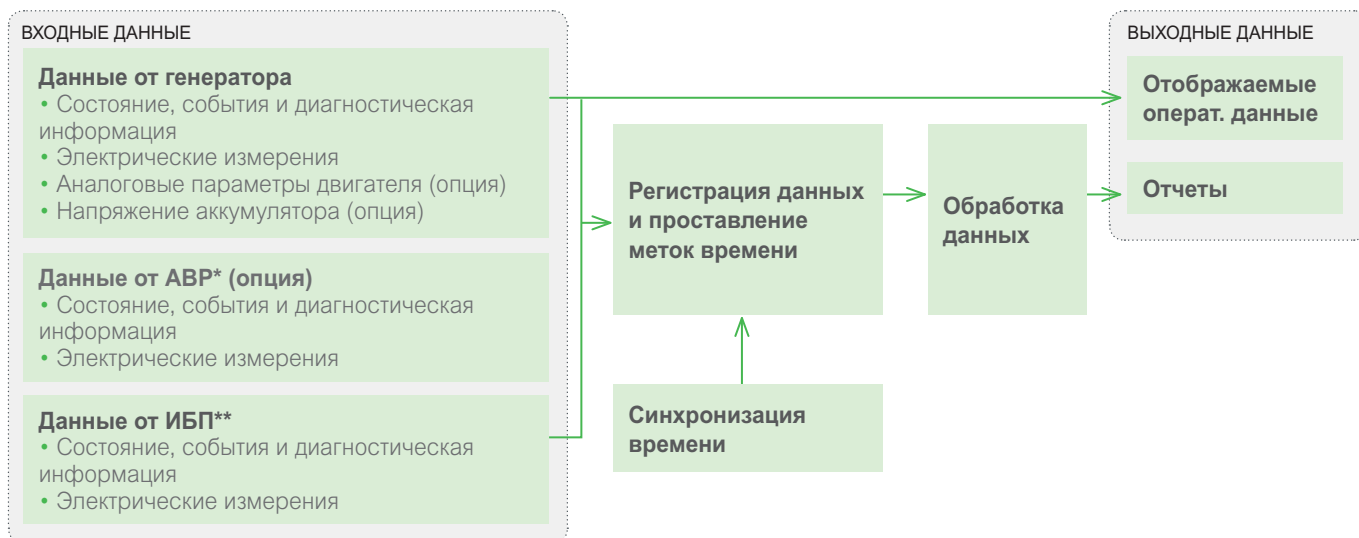 ВХОДНЫЕ ДАННЫЕ
Данные от генератора
• Состояние, события и диагностическая
информация
• Электрические измерения
• Аналоговые параметры двигателя (опция)
• Напряжение аккумулятора (опция)
Данные от АВР* (опция)
• Состояние, события и диагностическая
информация
• Электрические измерения
Данные от ИБП**
• Состояние, события и диагностическая
информация
• Электрические измерения
Регистрация данных
и проставление
меток времени
Синхронизация
времени
Обработка
данных
ВЫХОДНЫЕ ДАННЫЕ
Отображаемые
операт. данные
Отчеты